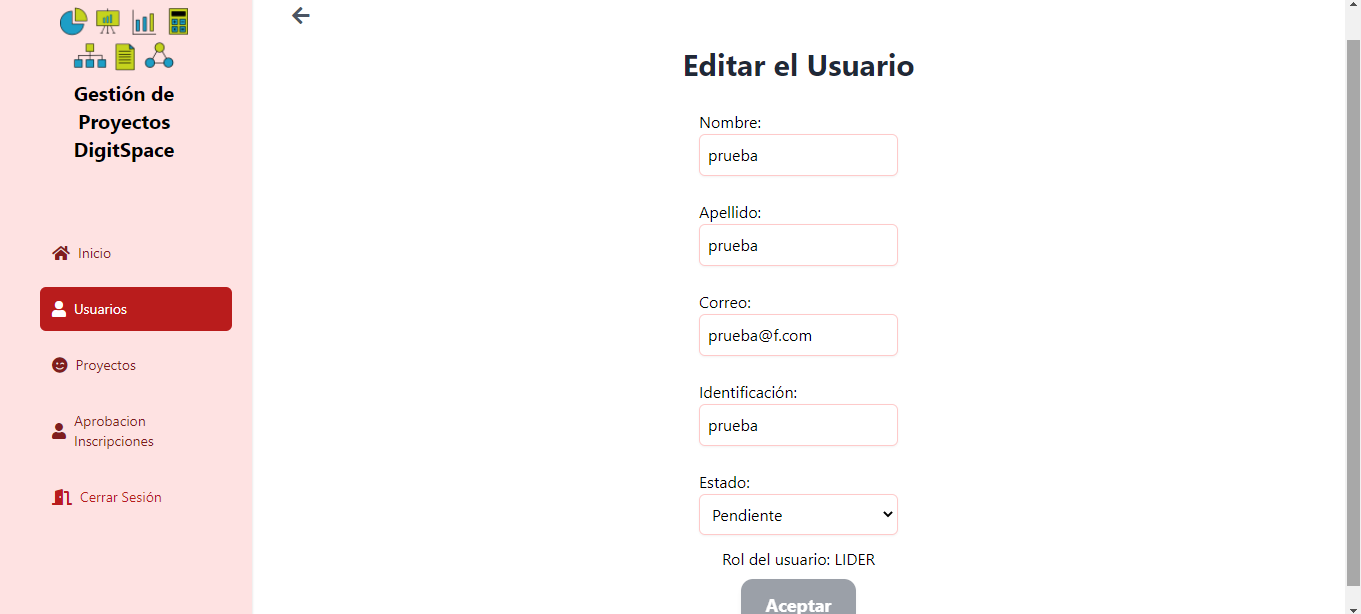 Gestión de
Proyectos
DigitSpace
Inicio
Usuarios
Proyectos
Aprobacion
Inscripciones
Cerrar Sesión
Editar el Usuario
Nombre:
prueba
Apellido:
prueba
Correo:
prueba@f.com
Identificación:
prueba
Estado:
Pendiente
Rol del usuario: LIDER
Aceptar